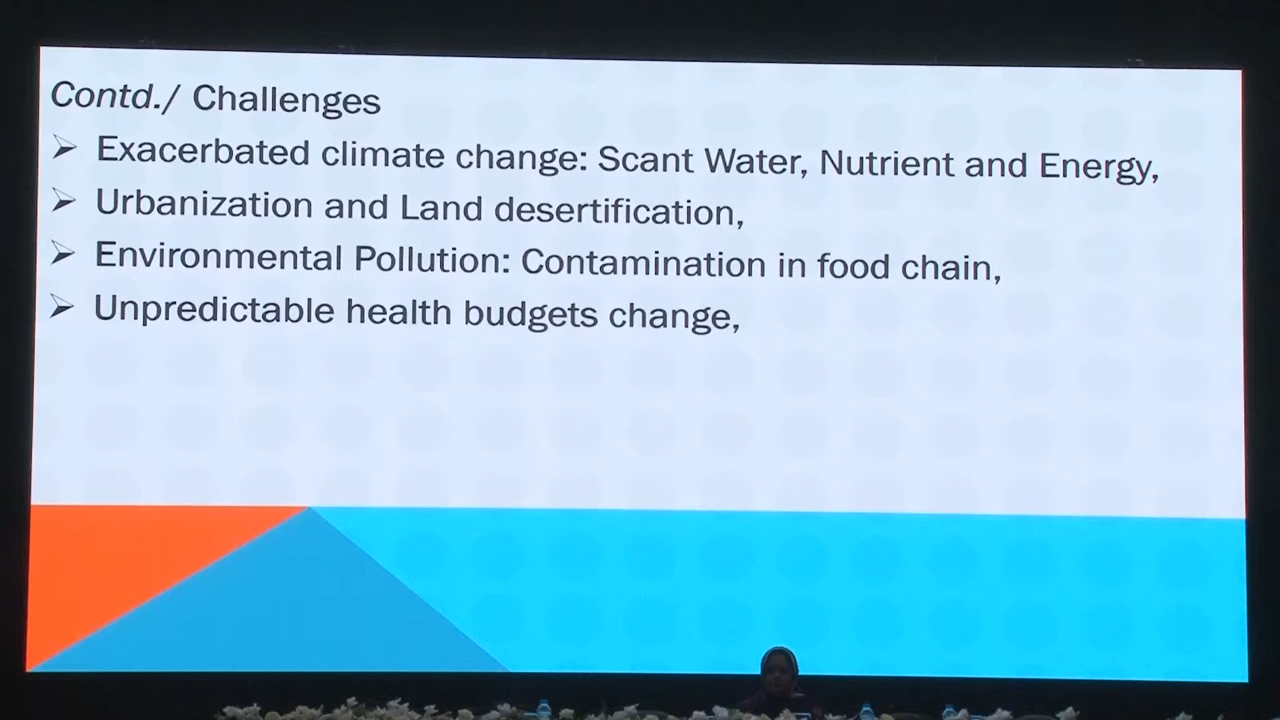 Contd./ Challenges
➢ Exacerbated climate change: Scant Water, Nutrient and Energy,
➢ Urbanization and Land desertification,
➢ Environmental Pollution: Contamination in food chain,
➢ Unpredictable health budgets change,